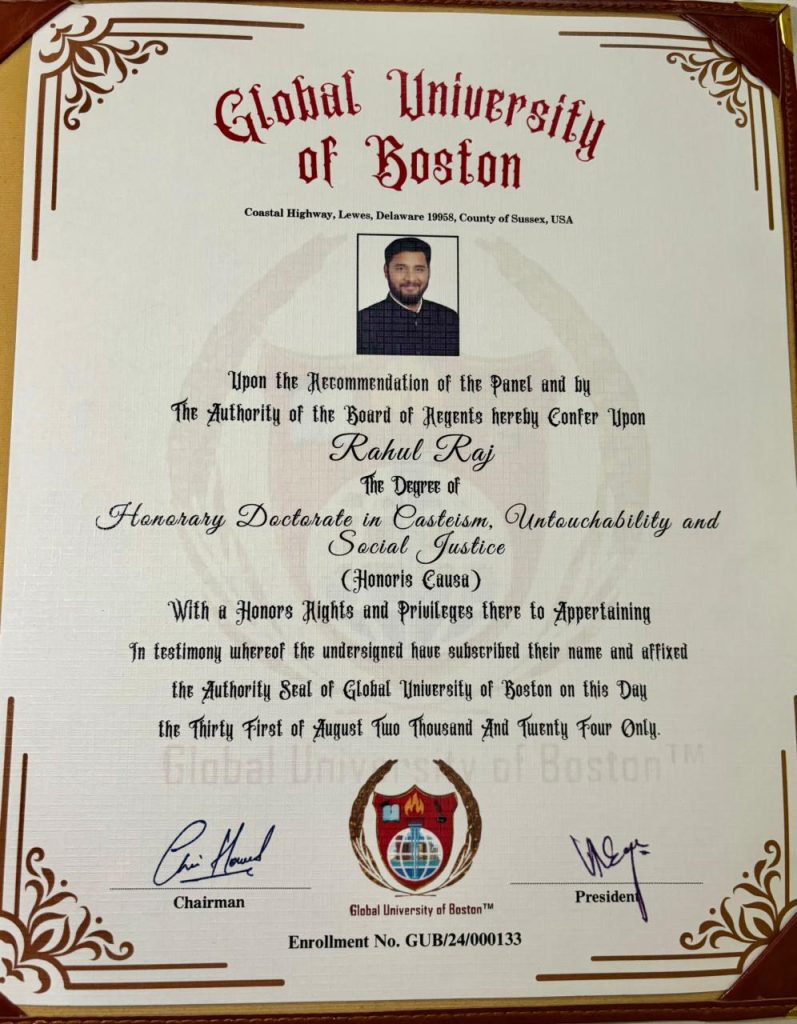 Global University
of Boston
Coastal Highway, Lewes, Delaware 19958, County of Sussex, USA
Upon the Recommendation of the Panel and by
The Authority of the Board of Regents hereby Confer Upon
Rahul Raj
The Degree of
Honorary Doctorate in Casteism, Untouchability and
Social Justice
(Honoris Causa)
With a Honors Rights and Privileges there to Appertaining
In testimony whereof the undersigned have subscribed their name and affixed
the Authority Seal of Global University of Boston on this Day
the Thirty First of August Two Thousand And Twenty Four Only.
Global University of Boston™
Chairman
President
Global University of Boston™
Enrollment No. GUB/24/000133